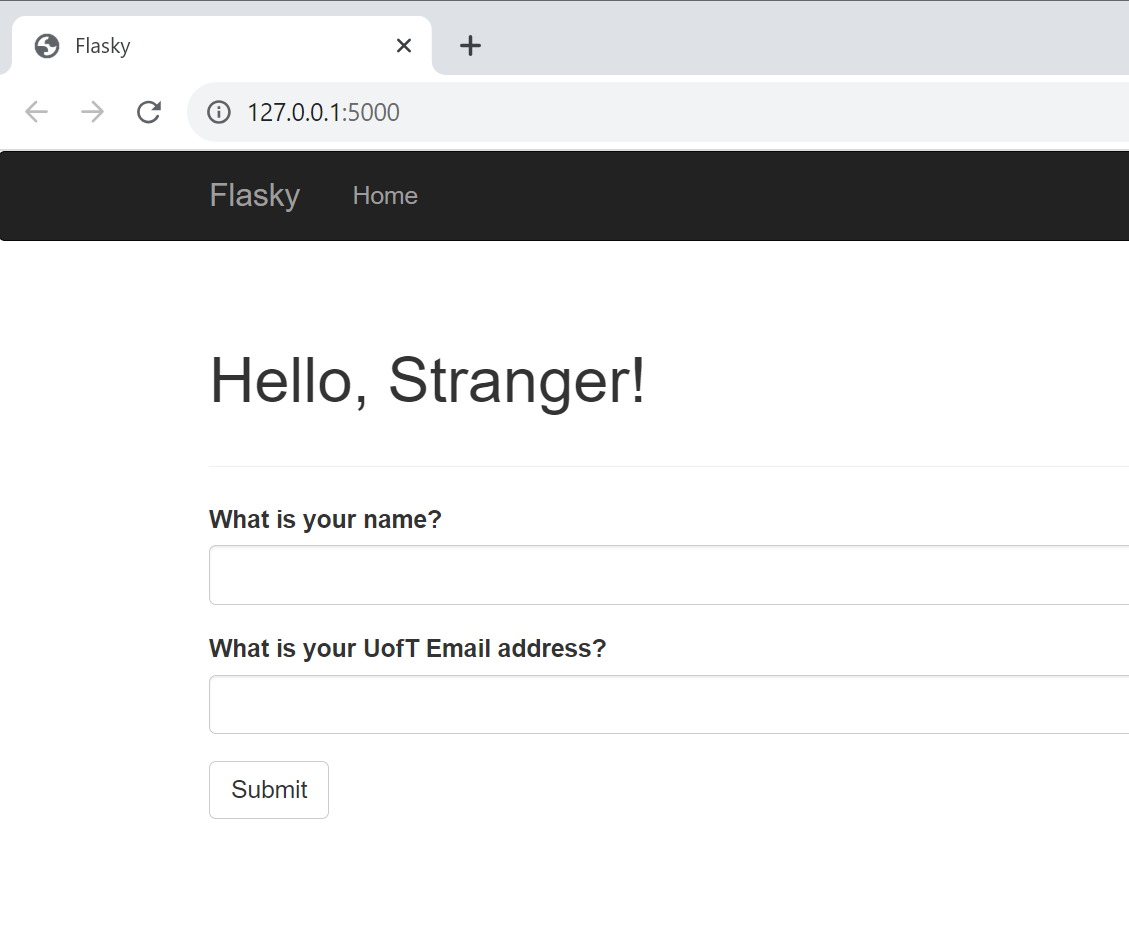 Flasky
127.0.0.1:5000
Flasky Home
Hello, Stranger!
What is your name?
What is your UofT Email address?
Submit